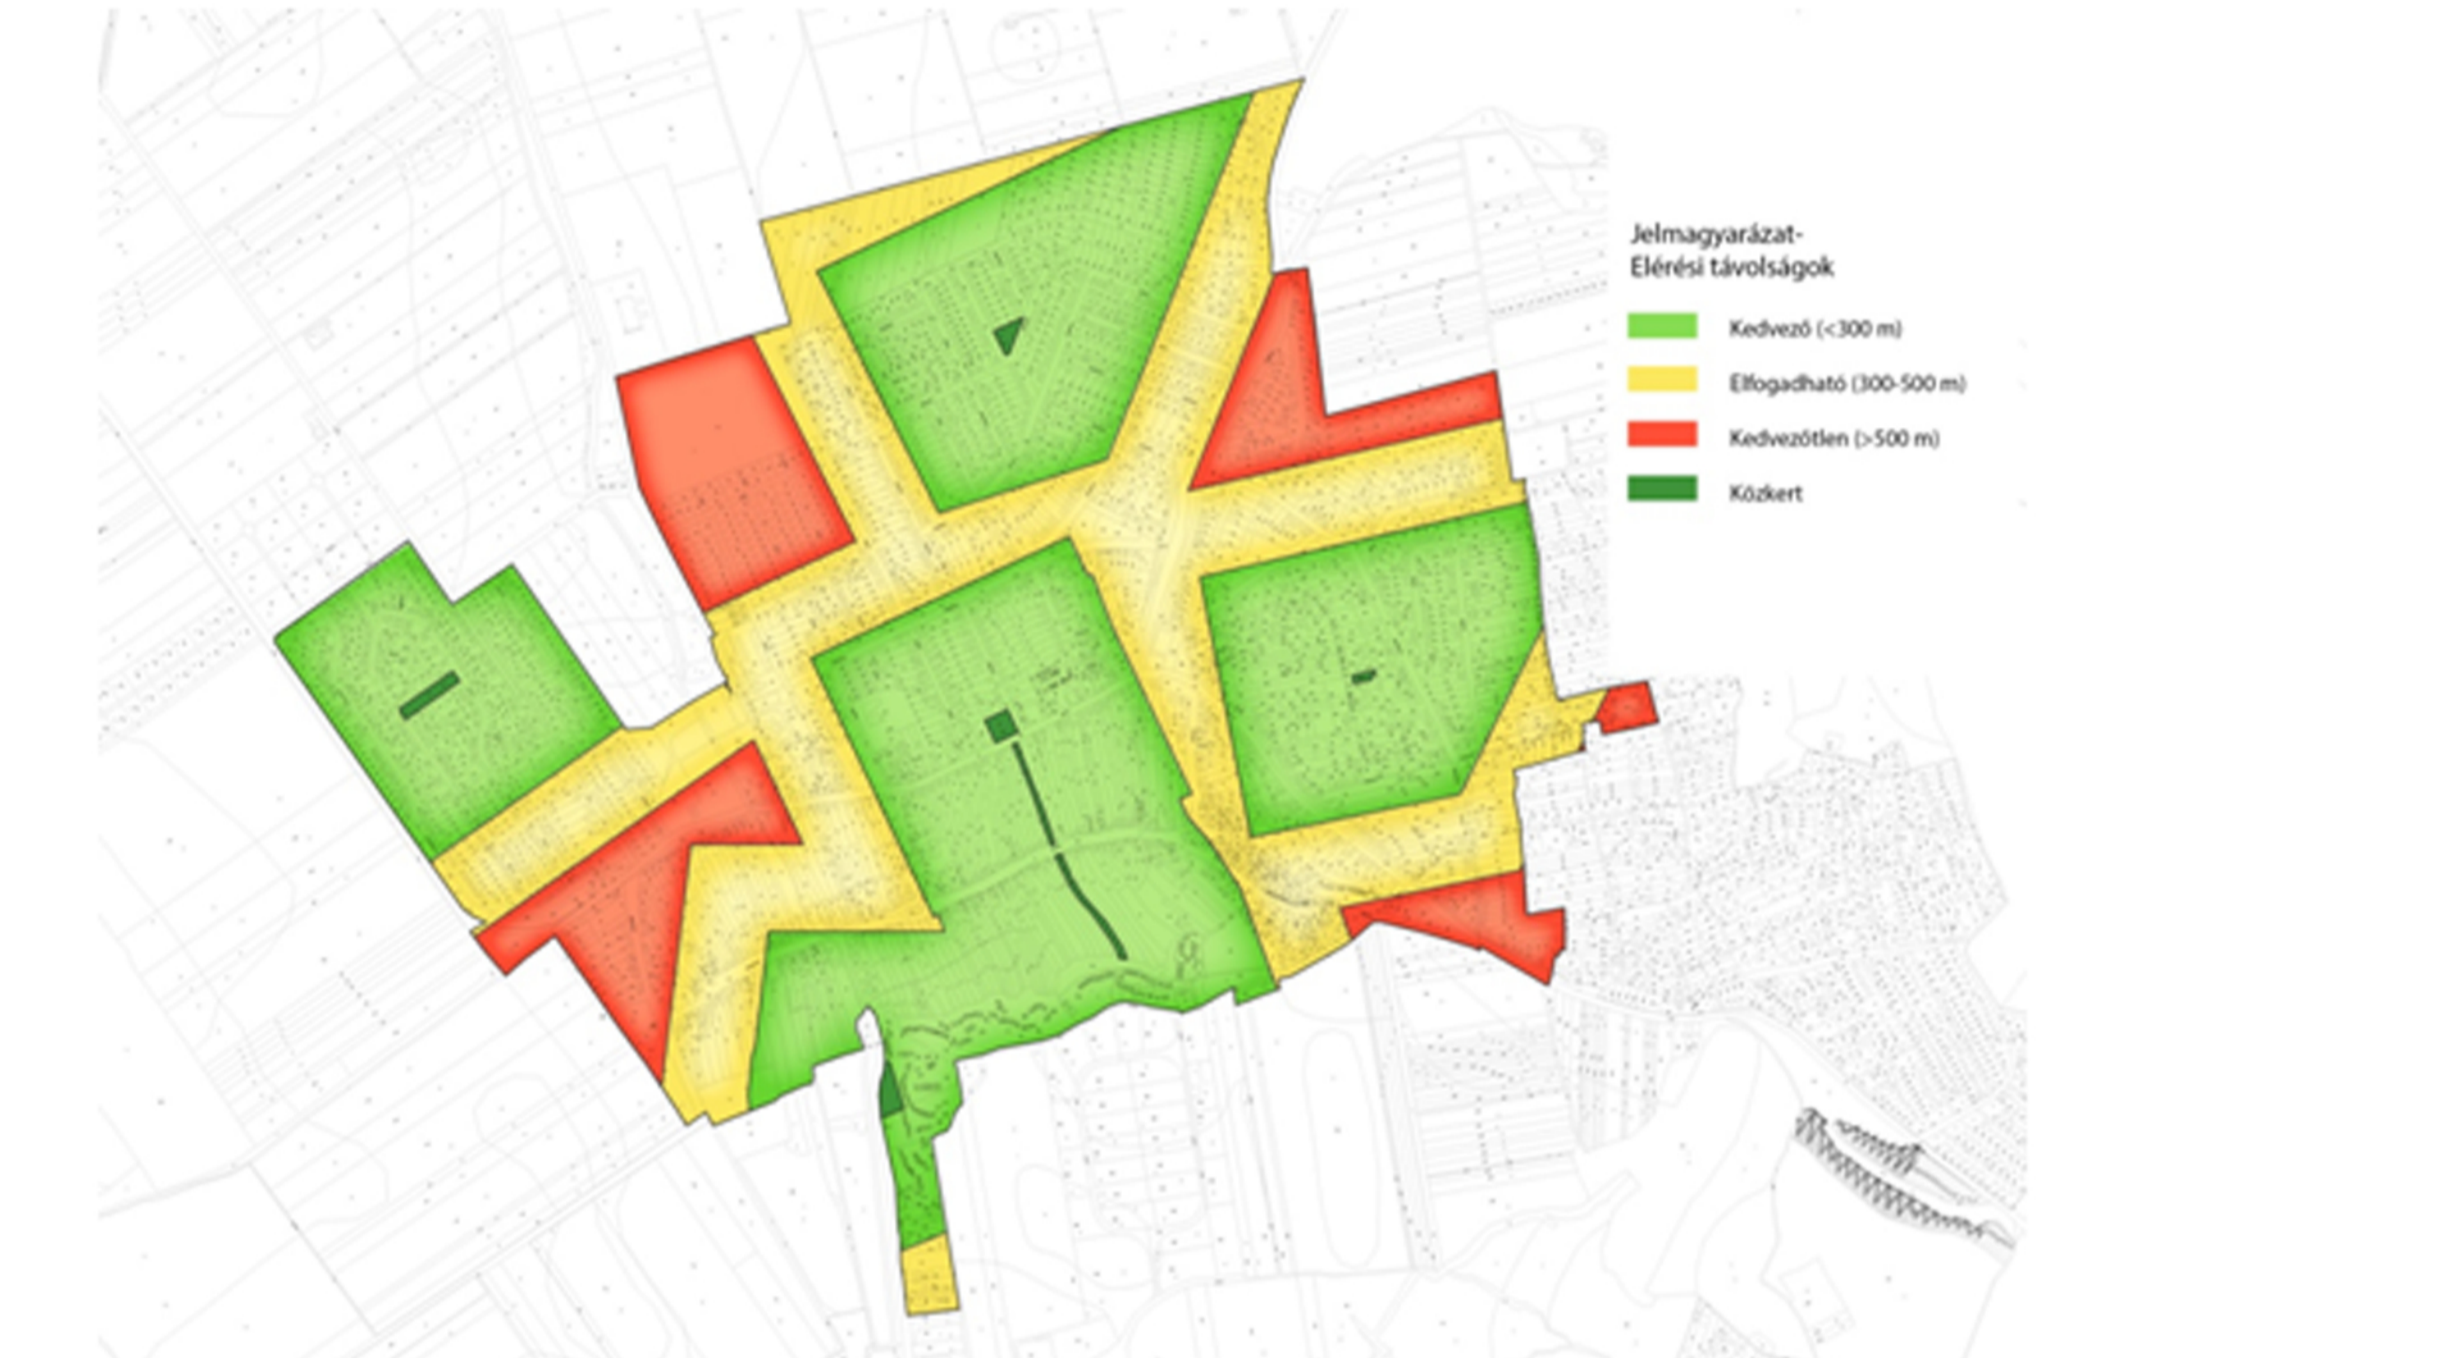 Jelmagyarázat-
Elérési távolságok
Kedvező (<300 m)
Elfogadható (300-500 m)
Kedvezőtlen (>500 m)
Közkert